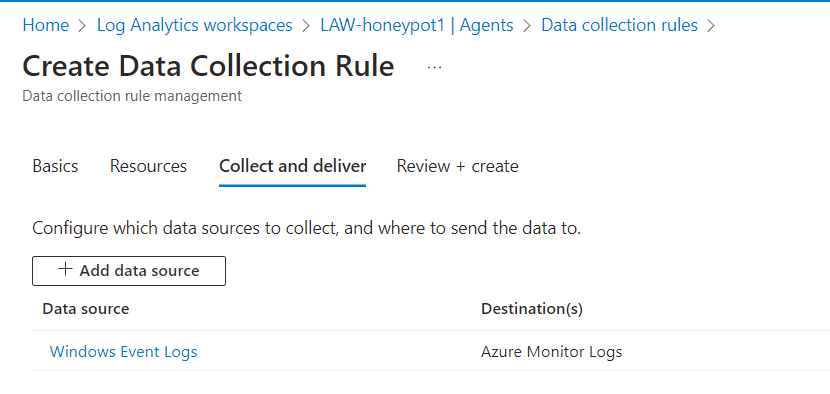 Home > Log Analytics workspaces > LAW-honeypot1 | Agents > Data collection rules >
Create Data Collection Rule ...
Data collection rule management
Basics Resources Collect and deliver Review + create
Configure which data sources to collect, and where to send the data to.
+ Add data source
Data source Destination(s)
Windows Event Logs Azure Monitor Logs